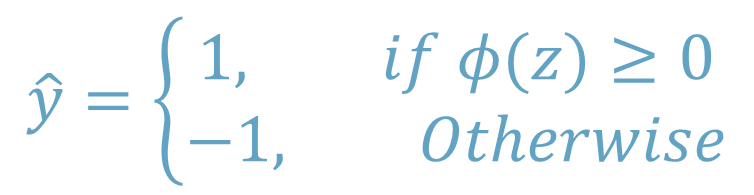 ŷ = { 1, if ϕ(z) ≥ 0
−1, Otherwise